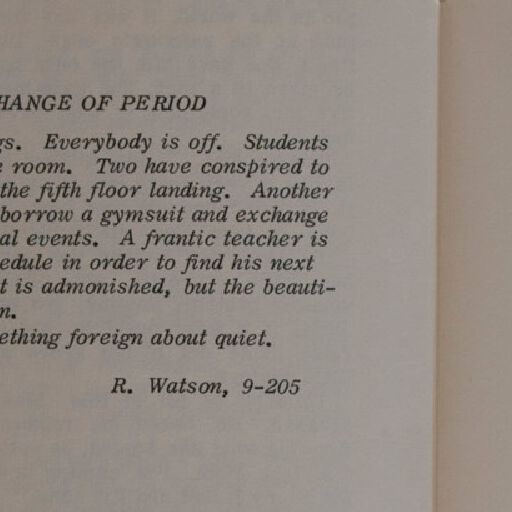 HANGE OF PERIOD
gs. Everybody is off. Students
e room. Two have conspired to
the fifth floor landing. Another
borrow a gymsuit and exchange
al events. A frantic teacher is
edule in order to find his next
t is admonished, but the beauti-
n.
ething foreign about quiet.
R. Watson, 9-205